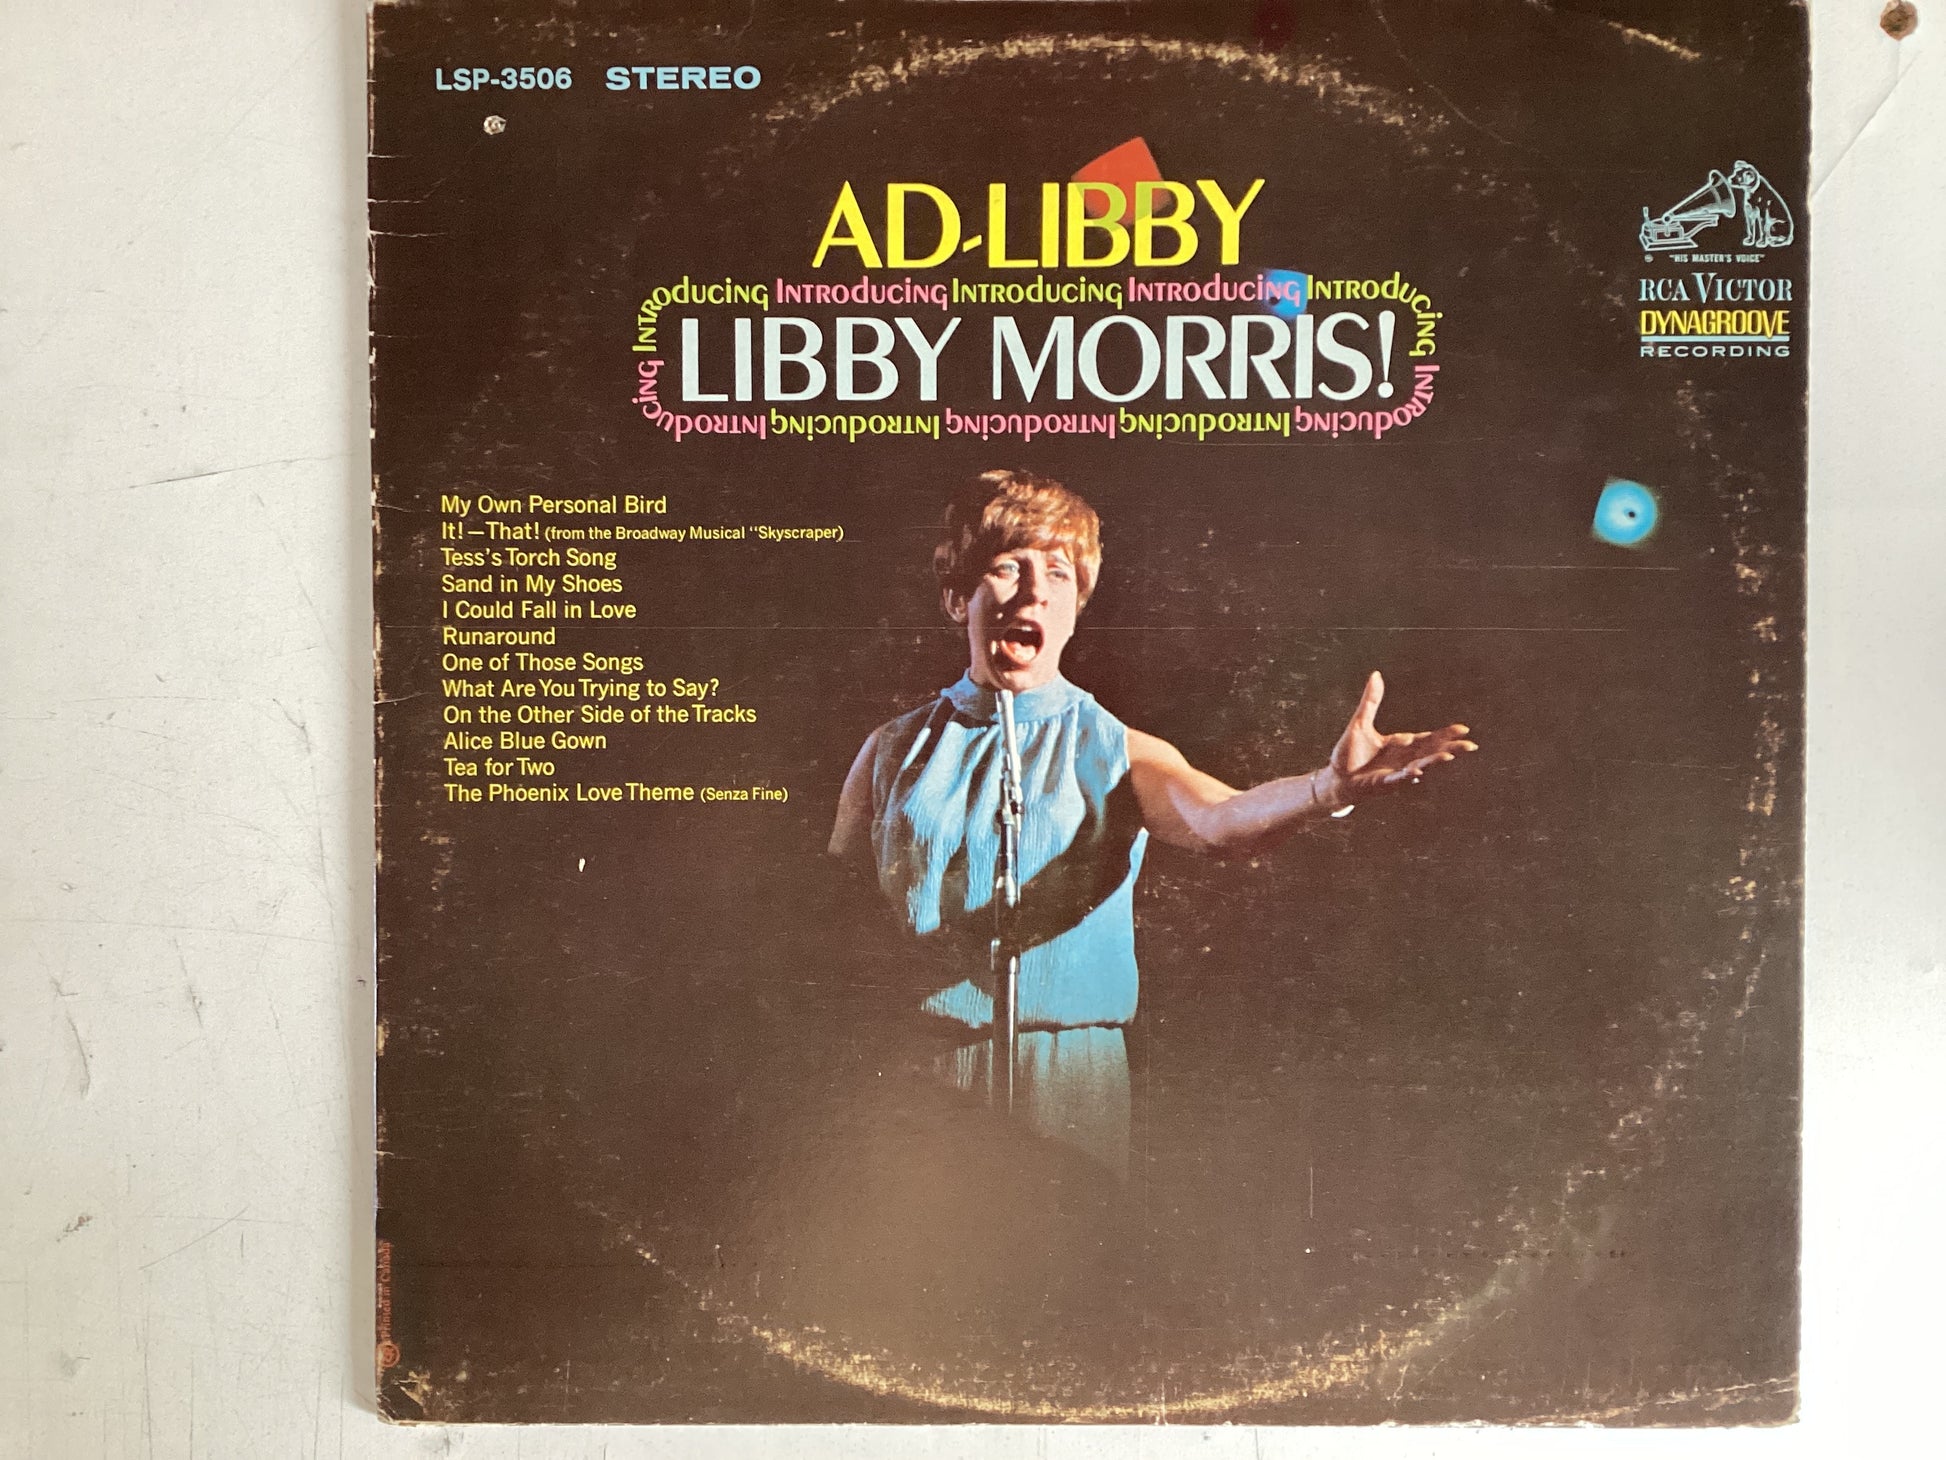 LSP-3506 STEREO
AD-LIBBY
Introducing Introducing Introducing Introducing Introducing
LIBBY MORRIS!
Introducing Introducing Introducing Introducing Introducing
"HIS MASTER'S VOICE"
RCA VICTOR
DYNAGROOVE
RECORDING
My Own Personal Bird
It!—That! (from the Broadway Musical "Skyscraper)
Tess's Torch Song
Sand in My Shoes
I Could Fall in Love
Runaround
One of Those Songs
What Are You Trying to Say?
On the Other Side of the Tracks
Alice Blue Gown
Tea for Two
The Phoenix Love Theme (Senza Fine)
Printed in Canada